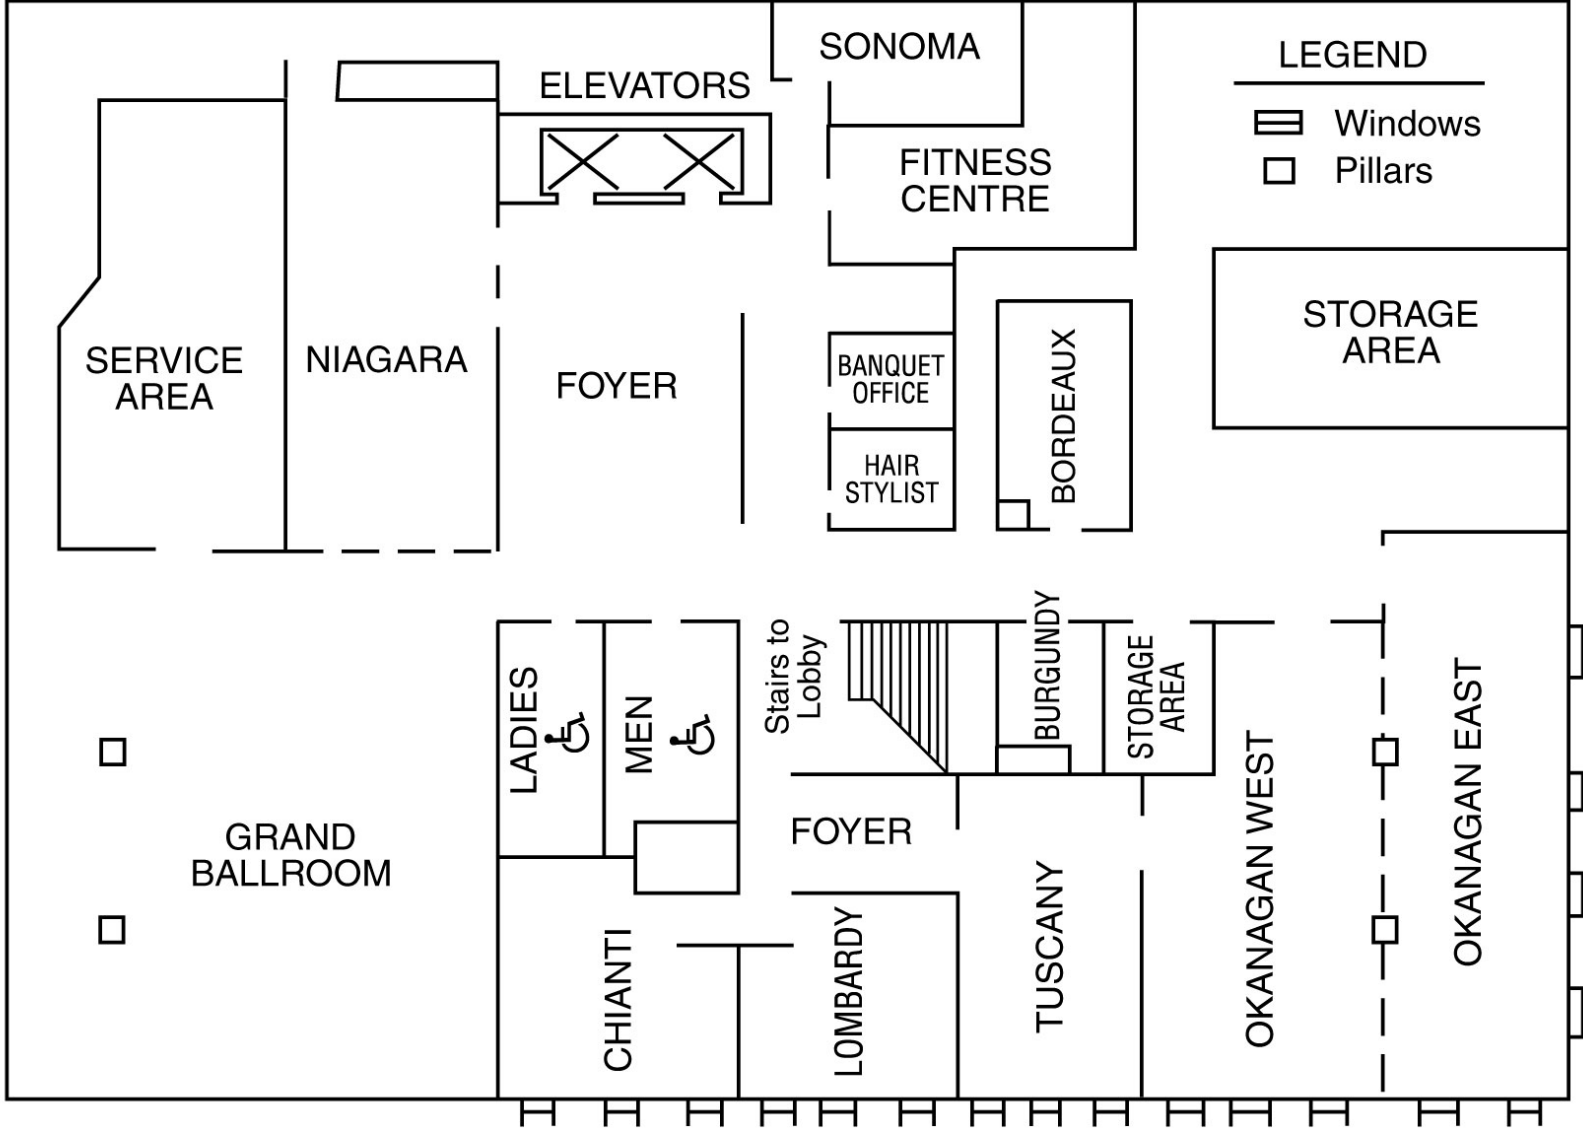 SONOMA
LEGEND
ELEVATORS
Windows
FITNESS
CENTRE
Pillars
STORAGE
AREA
SERVICE
AREA
NIAGARA
FOYER
BANQUET
OFFICE
BORDEAUX
HAIR
STYLIST
LADIES
MEN
Stairs to
Lobby
BURGUNDY
STORAGE
AREA
OKANAGAN WEST
OKANAGAN EAST
GRAND
BALLROOM
FOYER
CHIANTI
LOMBARDY
TUSCANY